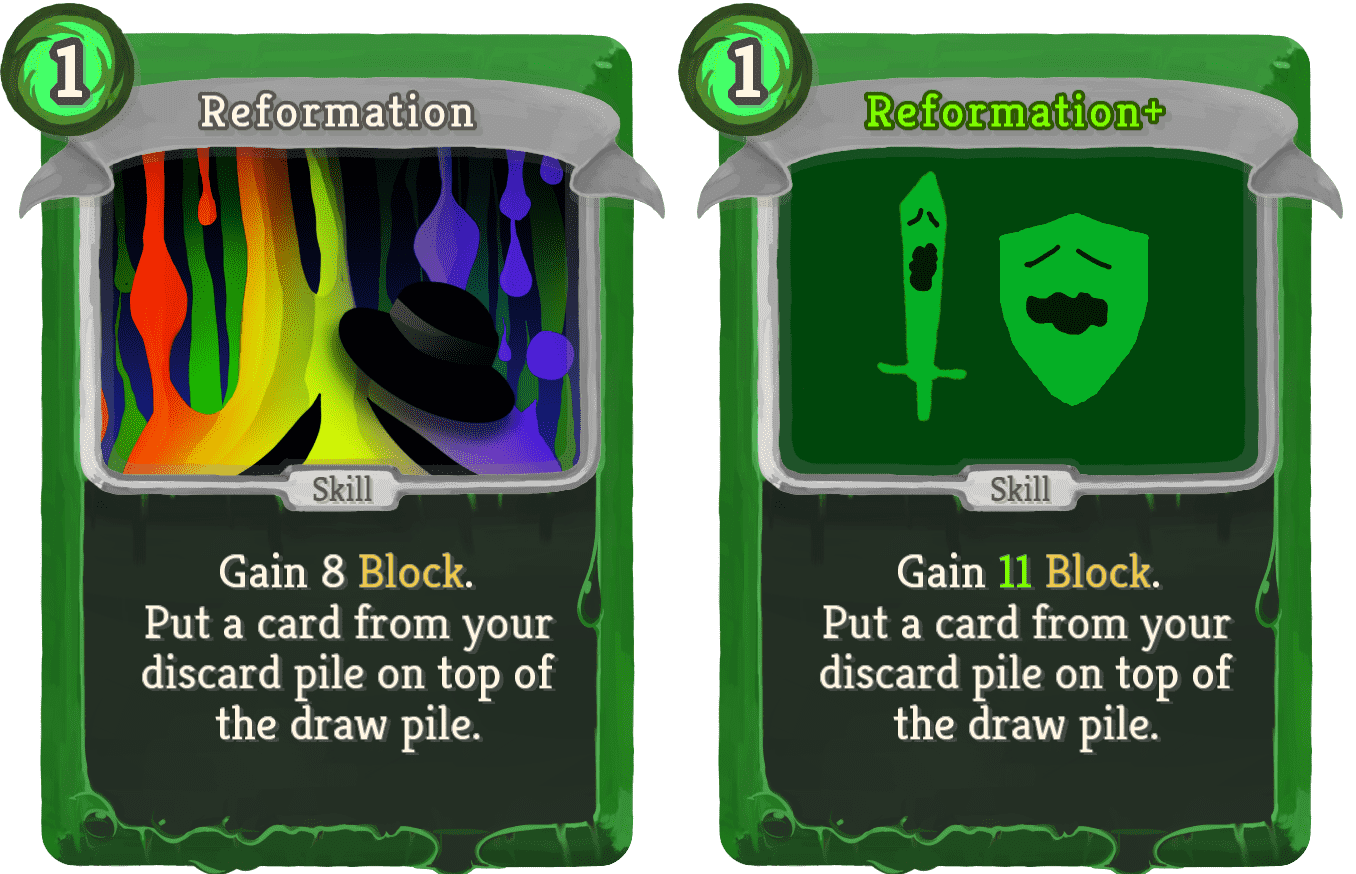 1
Reformation
Skill
Gain 8 Block.
Put a card from your
discard pile on top of
the draw pile.
1
Reformation+
Skill
Gain 11 Block.
Put a card from your
discard pile on top of
the draw pile.